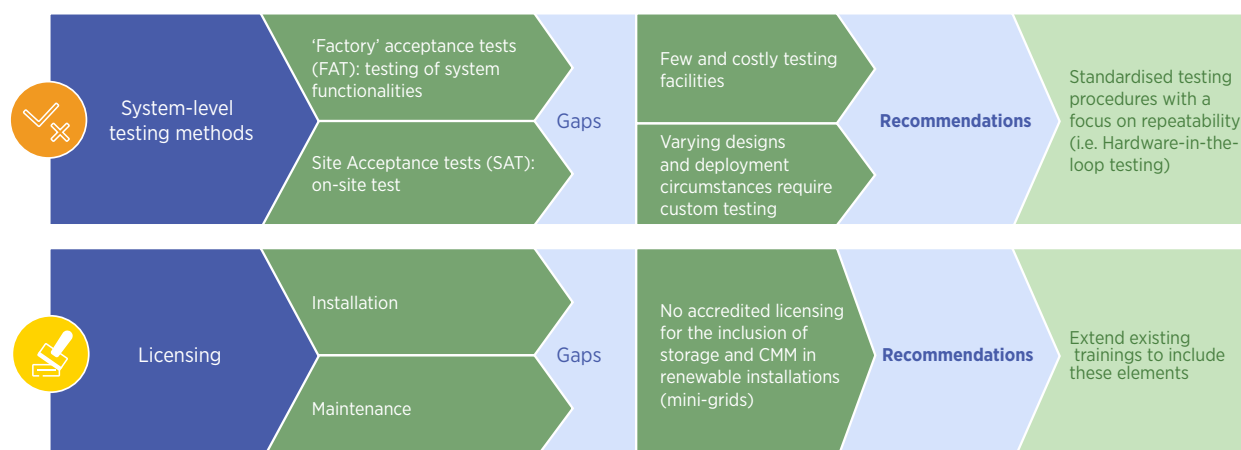 System-level
testing methods
‘Factory’ acceptance tests
(FAT): testing of system
functionalities
Site Acceptance tests (SAT):
on-site test
Gaps
Few and costly testing
facilities
Varying designs
and deployment
circumstances require
custom testing
Recommendations
Standardised testing
procedures with a
focus on repeatability
(i.e. Hardware-in-the-
loop testing)
Licensing
Installation
Maintenance
Gaps
No accredited licensing
for the inclusion of
storage and CMM in
renewable installations
(mini-grids)
Recommendations
Extend existing
trainings to include
these elements